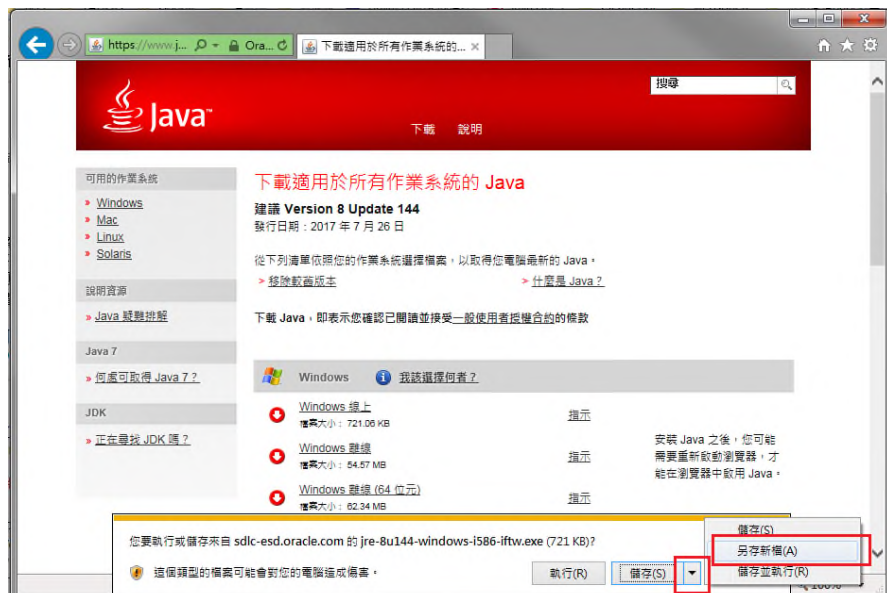 https://www.j...
Ora...
下載適用於所有作業系統的...
搜尋
Java™
下載 說明
可用的作業系統
Windows
Mac
Linux
Solaris
說明資源
Java 疑難排解
Java 7
何處可取得 Java 7？
JDK
正在尋找 JDK 嗎？
下載適用於所有作業系統的 Java
建議 Version 8 Update 144
發行日期：2017 年 7 月 26 日
從下列清單依照您的作業系統選擇檔案，以取得您電腦最新的 Java。
移除較舊版本
什麼是 Java？
下載 Java，即表示您確認已閱讀並接受一般使用者授權合約的條款
Windows 我該選擇何者？
Windows 線上 指示
檔案大小： 721.06 KB
Windows 離線 指示
檔案大小： 54.57 MB
Windows 離線 (64 位元) 指示
檔案大小： 62.34 MB
安裝 Java 之後，您可能
需要重新啟動瀏覽器，才
能在瀏覽器中啟用 Java。
您要執行或儲存來自 sdlc-esd.oracle.com 的 jre-8u144-windows-i586-iftw.exe (721 KB)?
這個類型的檔案可能會對您的電腦造成傷害。
執行(R) 儲存(S)
儲存(S)
另存新檔(A)
儲存並執行(R)